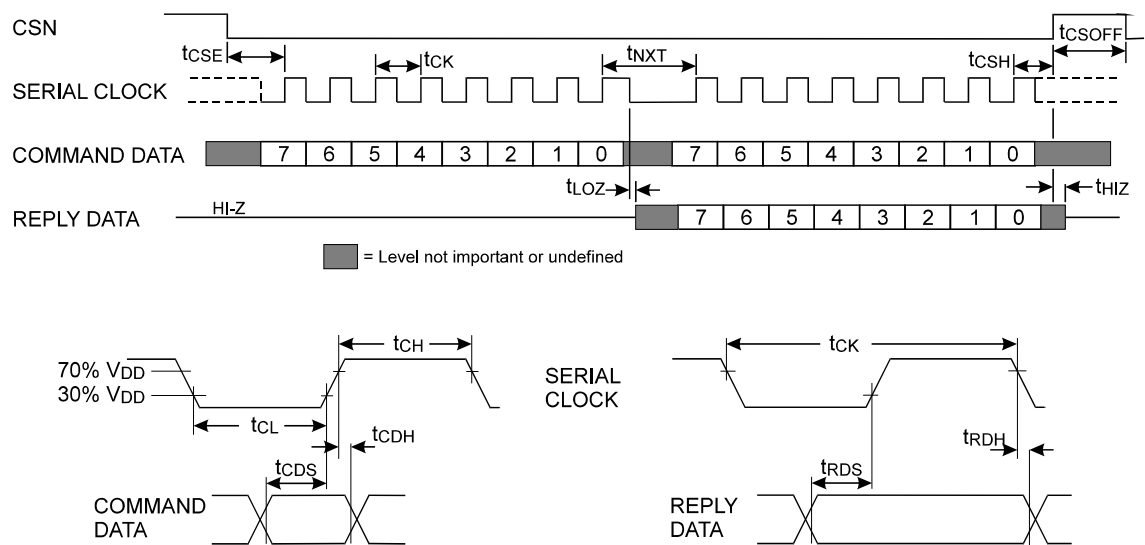 CSN
tCSE
tCK
tNXT
tCSH
tCSOFF
SERIAL CLOCK
COMMAND DATA
7 6 5 4 3 2 1 0
7 6 5 4 3 2 1 0
tLOZ
tHIZ
REPLY DATA
HI-Z
7 6 5 4 3 2 1 0
= Level not important or undefined
tCH
70% VDD
30% VDD
tCL
tCDH
tCDS
COMMAND
DATA
SERIAL
CLOCK
tCK
tRDH
tRDS
REPLY
DATA